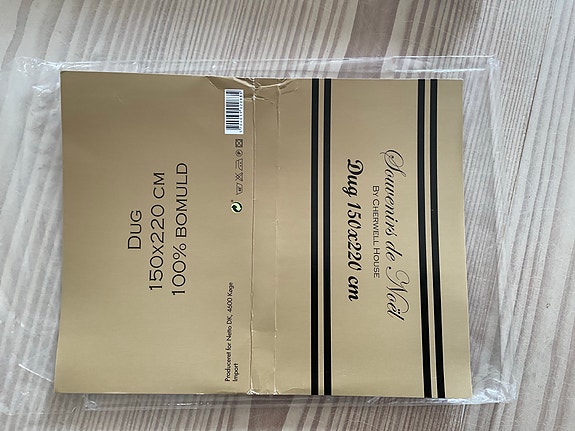 Souvenirs de Noël
BY CHERWELL HOUSE
Dug 150x220 cm
DUG
150X220 CM
100% BOMULD
Produceret for Netto DK, 4600 Køge
Import